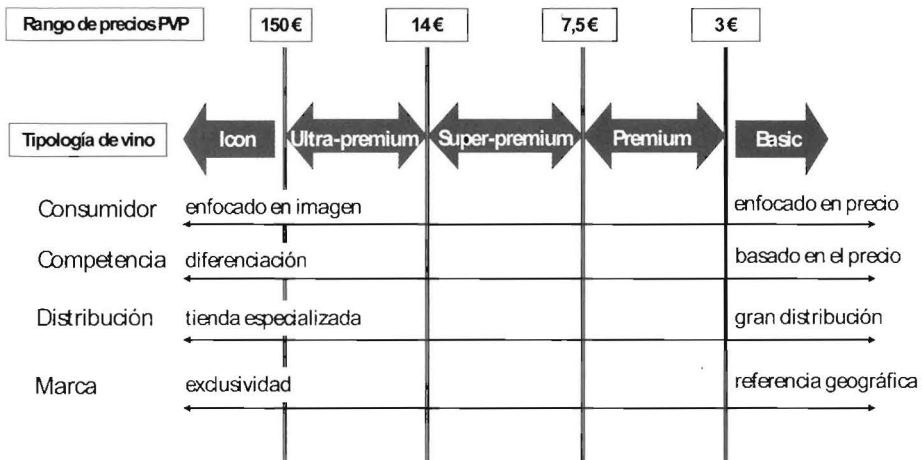 Rango de precios PVP 150€ 14€ 7,5€ 3€
Tipología de vino Icon Ultra-premium Super-premium Premium Basic
Consumidor enfocado en imagen enfocado en precio
Competencia diferenciación basado en el precio
Distribución tienda especializada gran distribución
Marca exclusividad referencia geográfica